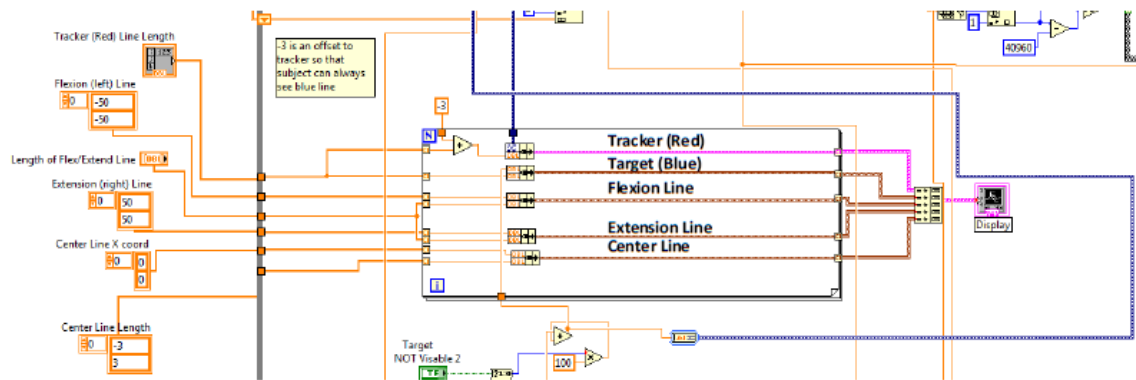 Tracker (Red) Line Length
-3 is an offset to
tracker so that
subject can always
see blue line
1
40960
Flexion (left) Line
0
-50
-50
-3
N
Tracker (Red)
Target (Blue)
Flexion Line
Extension Line
Center Line
Length of Flex/Extend Line
Extension (right) Line
0
50
50
Display
Center Line X coord
0
0
0
i
Center Line Length
0
-3
3
Target
NOT Visable 2
TF
100